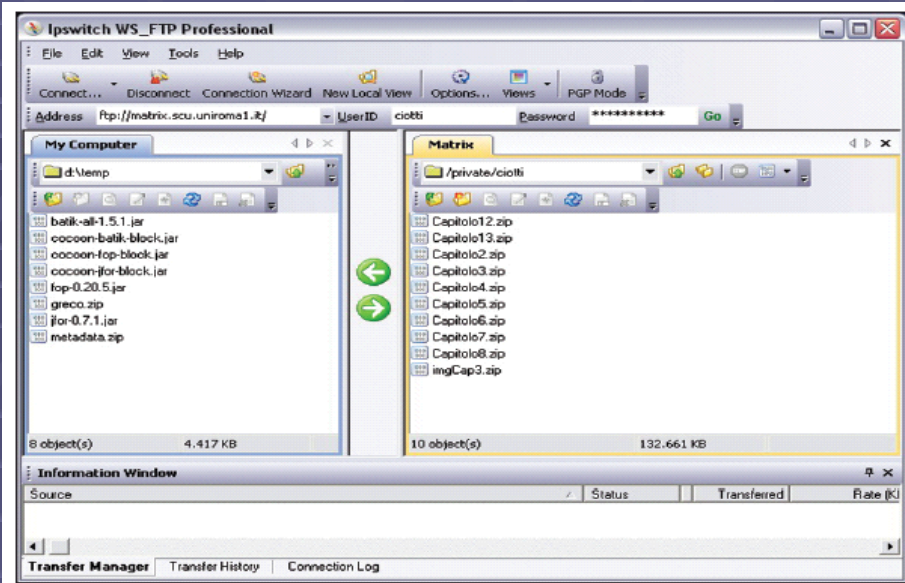 Ipswitch WS_FTP Professional
File Edit View Tools Help
Connect... Disconnect Connection Wizard New Local View Options... Views PGP Mode
Address ftp://matrix.scu.uniroma1.it/ UserID ciotti Password ********** Go
My Computer
d:\temp
batik-all-1.5.1.jar
cocoon-batik-block.jar
cocoon-fop-block.jar
cocoon-jfor-block.jar
fop-0.20.5.jar
greco.zip
jfor-0.7.1.jar
metadata.zip
8 object(s) 4.417 KB
Matrix
/private/ciotti
Capitolo12.zip
Capitolo13.zip
Capitolo2.zip
Capitolo3.zip
Capitolo4.zip
Capitolo5.zip
Capitolo6.zip
Capitolo7.zip
Capitolo8.zip
imgCap3.zip
10 object(s) 132.661 KB
Information Window
Source Status Transferred Rate (K
Transfer Manager Transfer History Connection Log